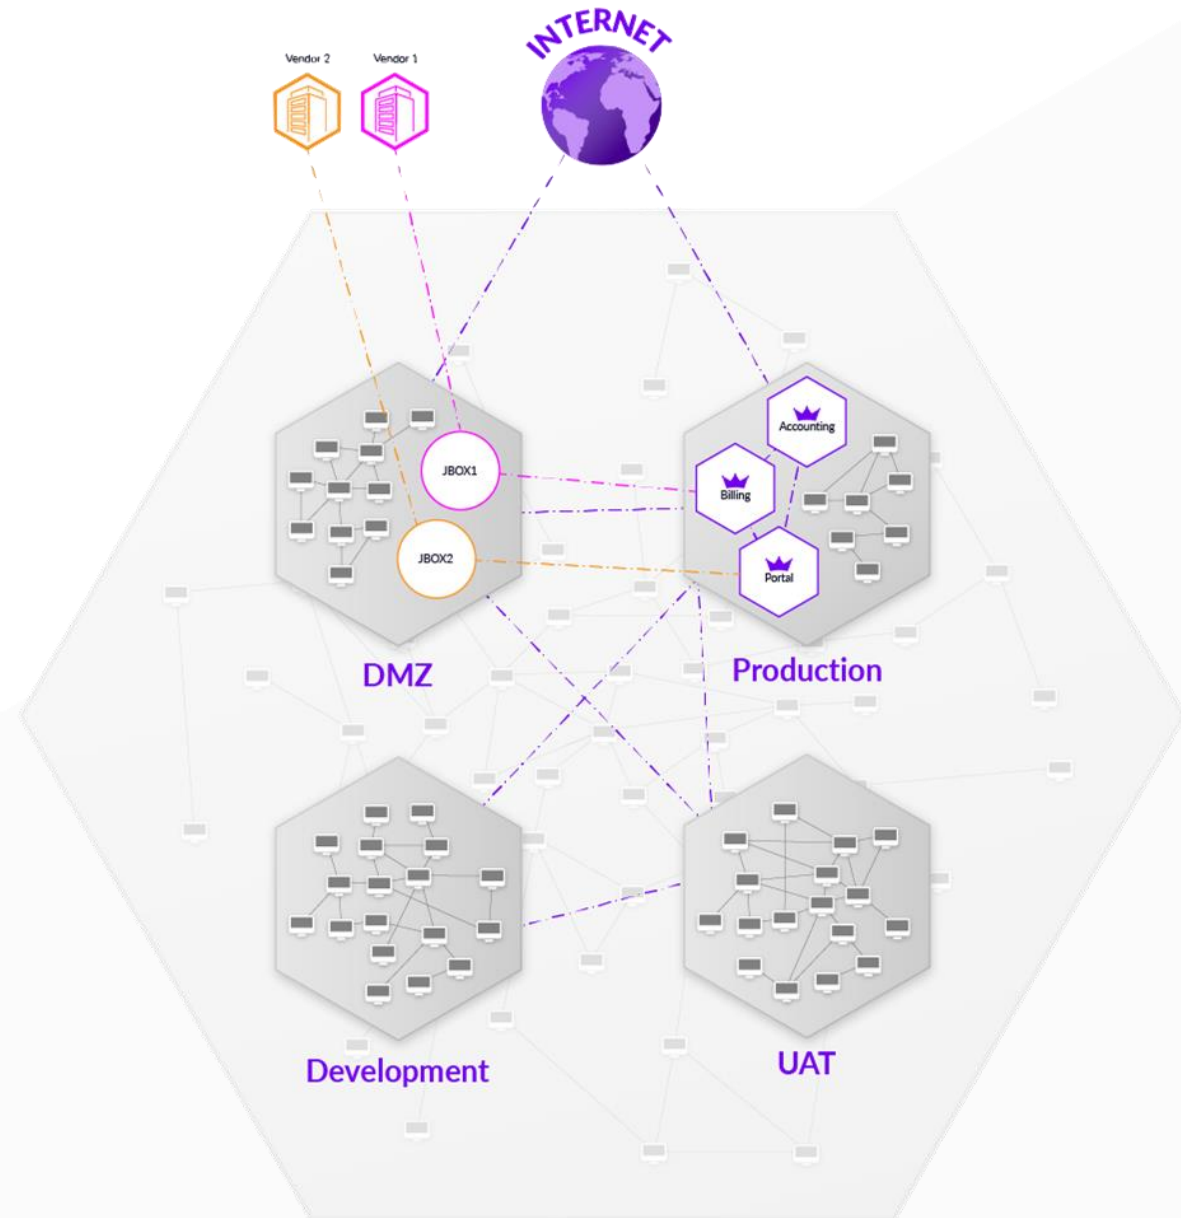 INTERNET
Vendor 2
Vendor 1
Accounting
JBOX1
Billing
JBOX2
Portal
DMZ
Production
Development
UAT